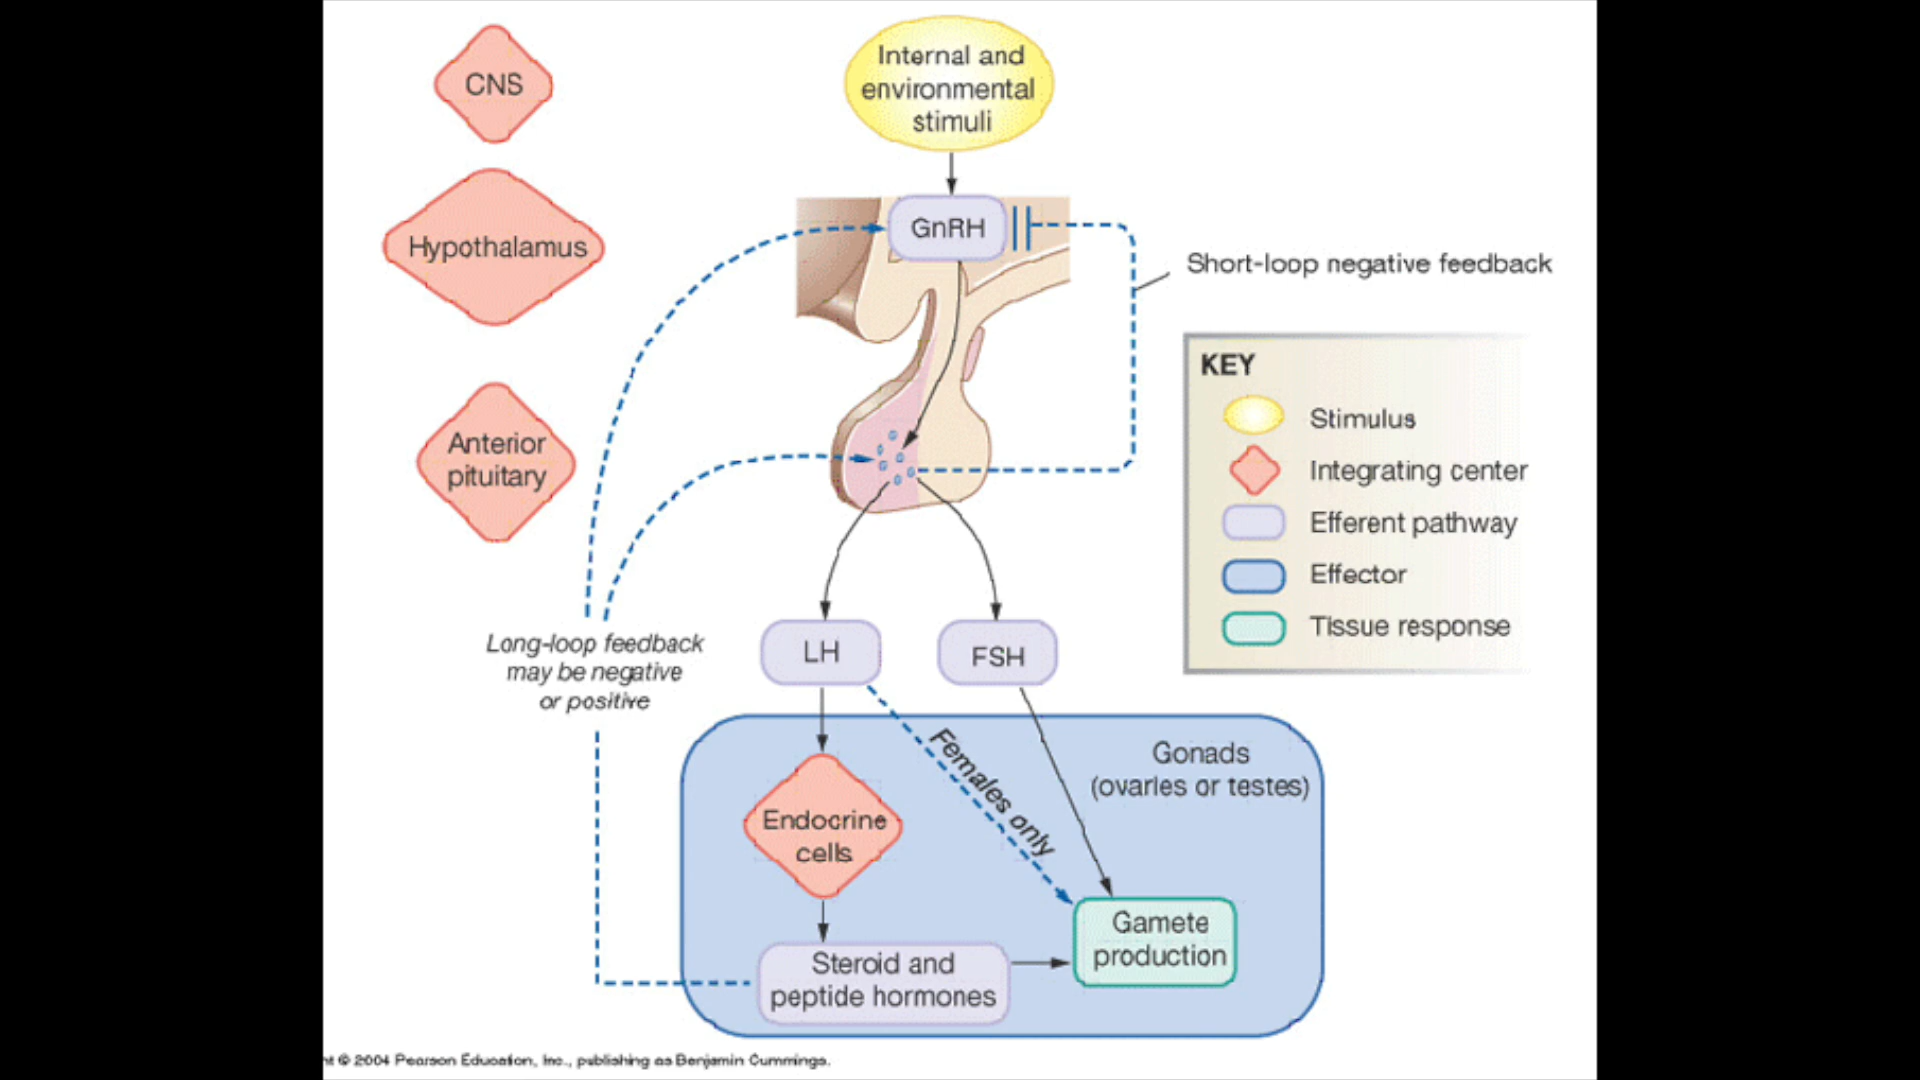 CNS
Internal and
environmental
stimuli
Hypothalamus
GnRH
Short-loop negative feedback
KEY
Stimulus
Integrating center
Efferent pathway
Effector
Tissue response
Anterior
pituitary
Long-loop feedback
may be negative
or positive
LH
FSH
Females only
Gonads
(ovaries or testes)
Endocrine
cells
Gamete
production
Steroid and
peptide hormones
© 2004 Pearson Education, Inc., publishing as Benjamin Cummings.